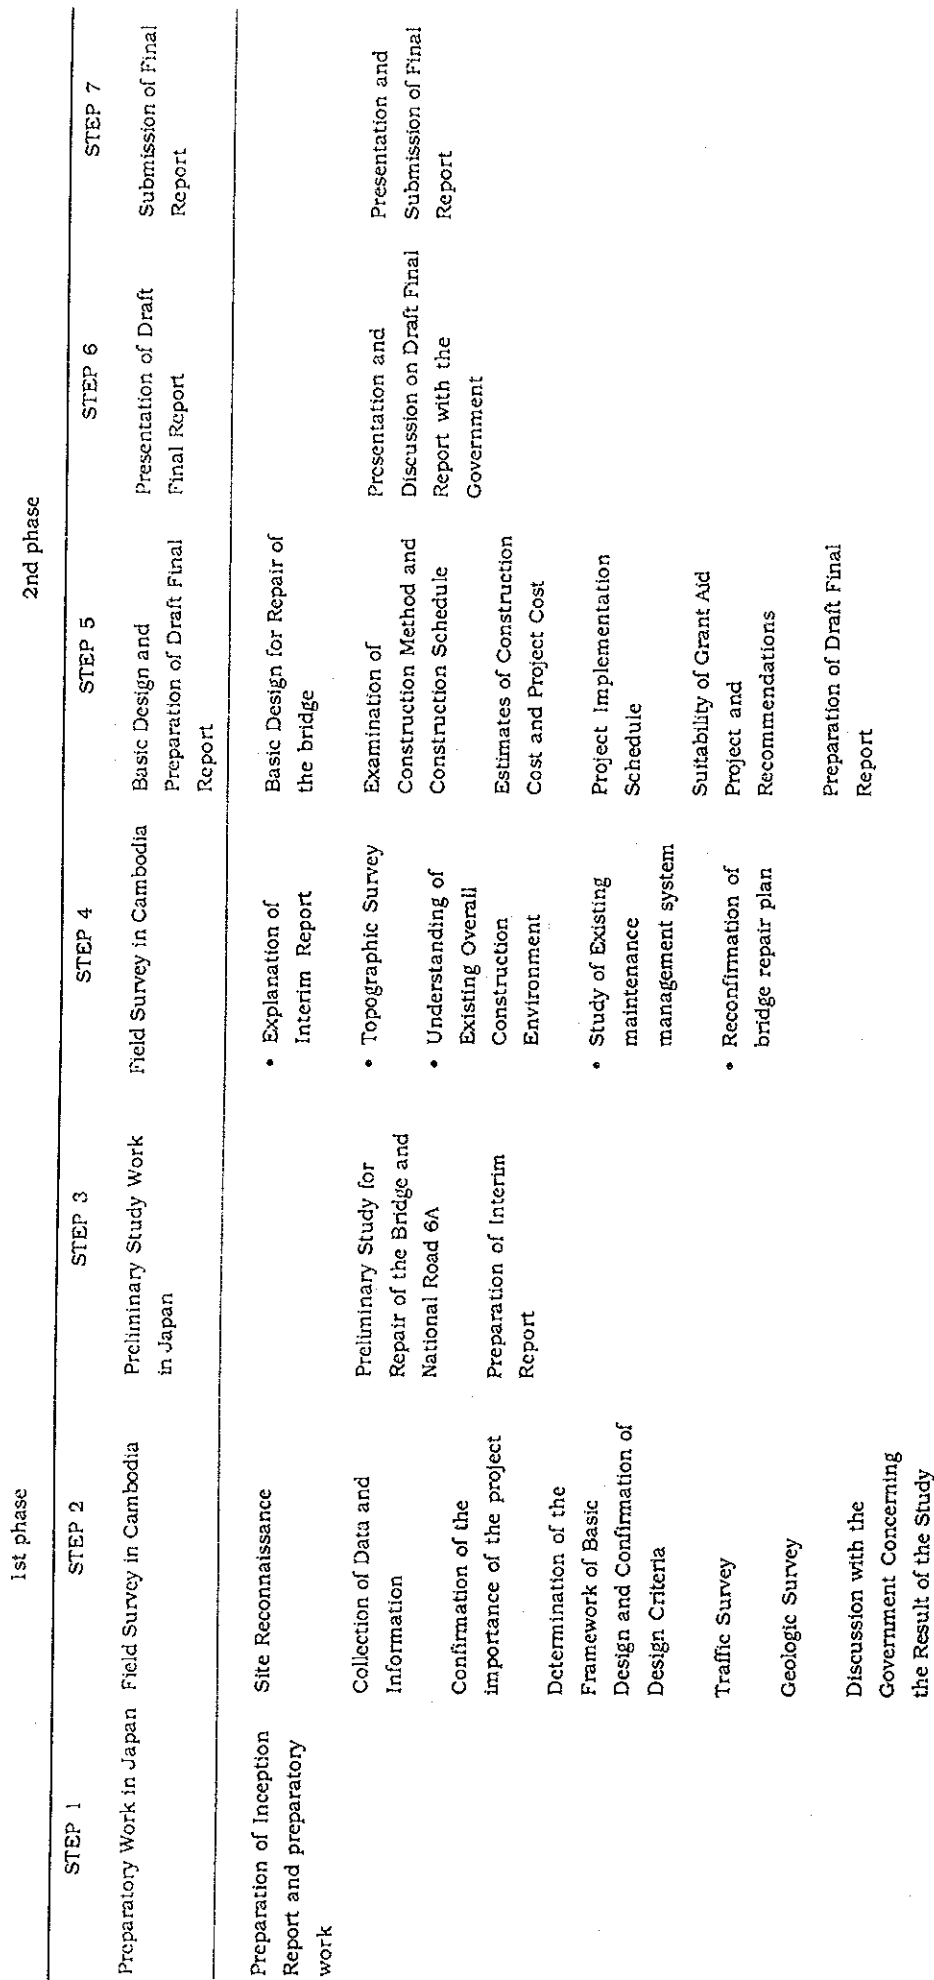 1st phase
2nd phase
STEP 1
STEP 2
STEP 3
STEP 4
STEP 5
STEP 6
STEP 7
Preparatory Work in Japan
Field Survey in Cambodia
Preliminary Study Work
in Japan
Field Survey in Cambodia
Basic Design and
Preparation of Draft Final
Report
Presentation of Draft
Final Report
Submission of Final
Report
Preparation of Inception
Report and preparatory
work
Site Reconnaissance
Collection of Data and
Information
Confirmation of the
importance of the project
Determination of the
Framework of Basic
Design and Confirmation of
Design Criteria
Traffic Survey
Geologic Survey
Discussion with the
Government Concerning
the Result of the Study
Preliminary Study for
Repair of the Bridge and
National Road 6A
Preparation of Interim
Report
• Explanation of
Interim Report
• Topographic Survey
• Understanding of
Existing Overall
Construction
Environment
• Study of Existing
maintenance
management system
• Reconfirmation of
bridge repair plan
Basic Design for Repair of
the bridge
Examination of
Construction Method and
Construction Schedule
Estimates of Construction
Cost and Project Cost
Project Implementation
Schedule
Suitability of Grant Aid
Project and
Recommendations
Preparation of Draft Final
Report
Presentation and
Discussion on Draft Final
Report with the
Government
Presentation and
Submission of Final
Report